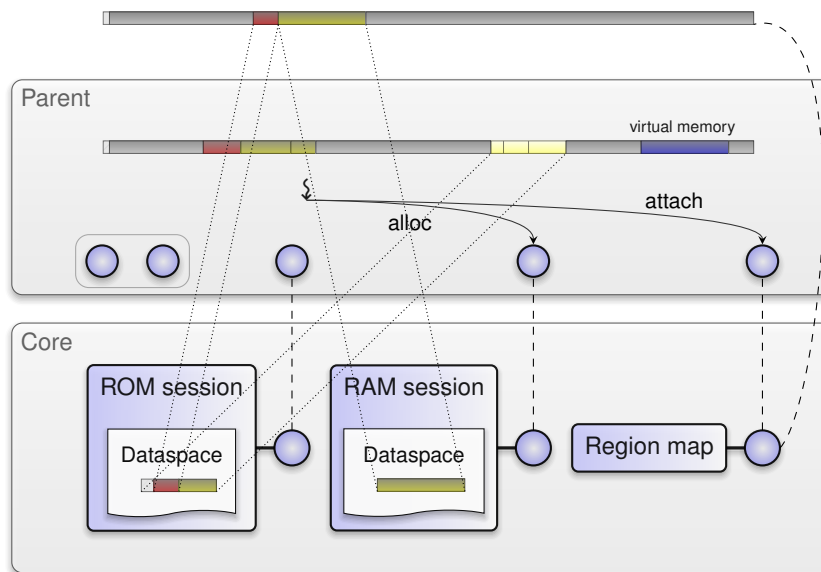 Parent
virtual memory
attach
alloc
Core
ROM session
RAM session
Dataspace
Dataspace
Region map